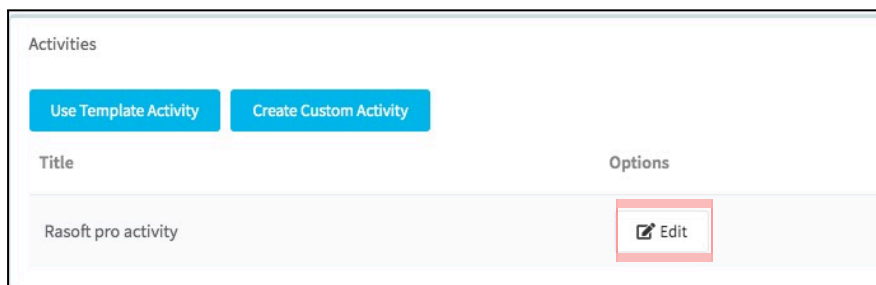 Activities
Use Template Activity Create Custom Activity
Title Options
Rasoft pro activity Edit